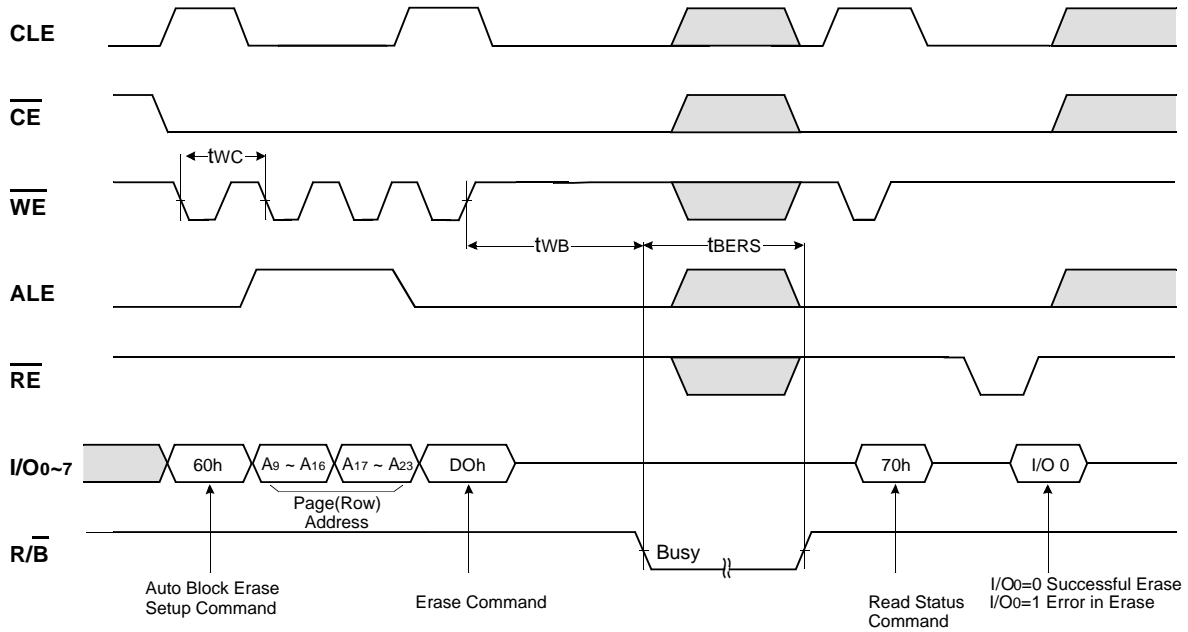 CLE
CE
tWC
WE
tWB
tBERS
ALE
RE
I/O0~7
60h
A9 ~ A16
A17 ~ A23
DOh
70h
I/O 0
Page(Row)
Address
R/B
Busy
Auto Block Erase
Setup Command
Erase Command
Read Status
Command
I/O0=0 Successful Erase
I/O0=1 Error in Erase